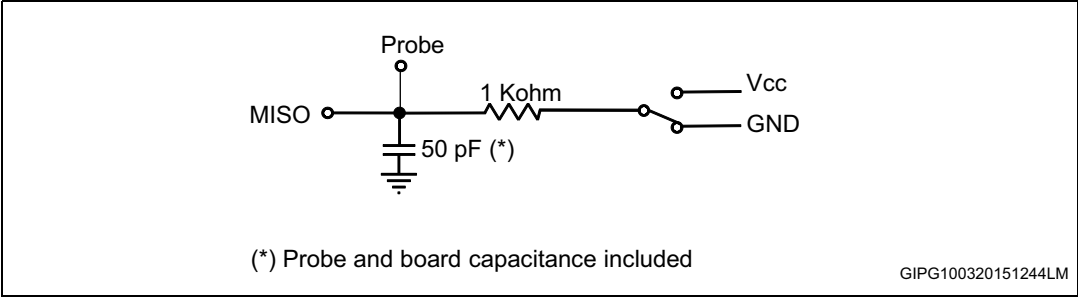 Probe
1 Kohm
Vcc
MISO
GND
50 pF (*)
(*) Probe and board capacitance included
GIPG100320151244LM